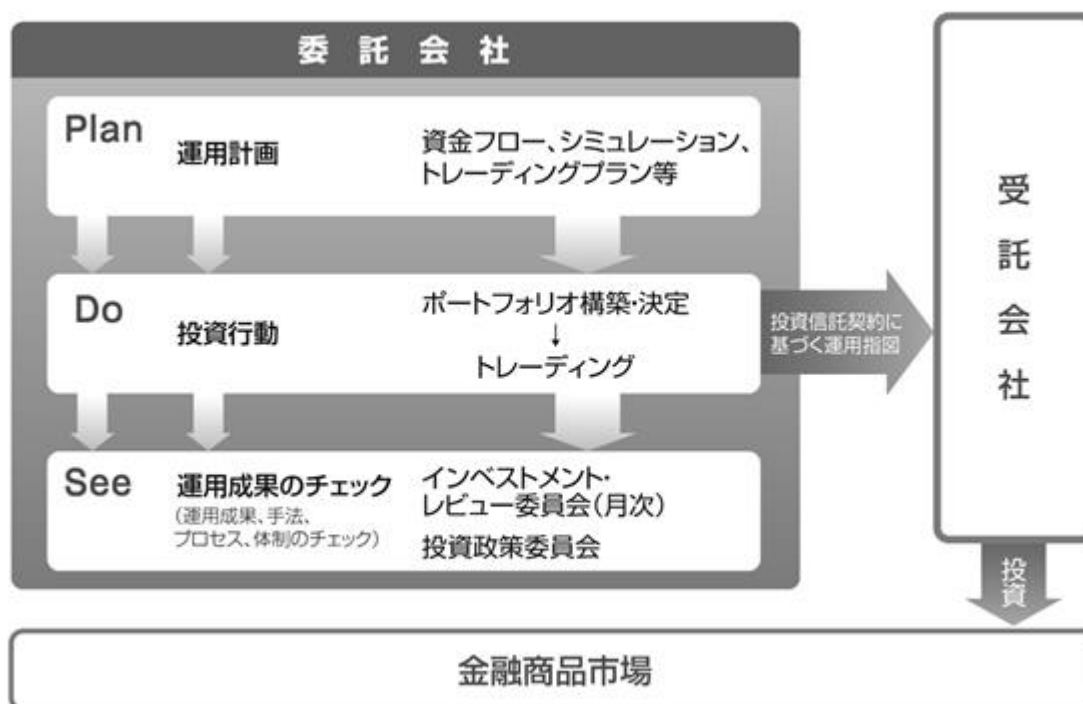 委託会社
Plan
運用計画
資金フロー、シミュレーション、
トレーディングプラン等
Do
投資行動
ポートフォリオ構築・決定
↓
トレーディング
See
運用成果のチェック
(運用成果、手法、
プロセス、体制のチェック)
インベストメント・
レビュー委員会(月次)
投資政策委員会
投資信託契約に
基づく運用指図
受託会社
投資
金融商品市場